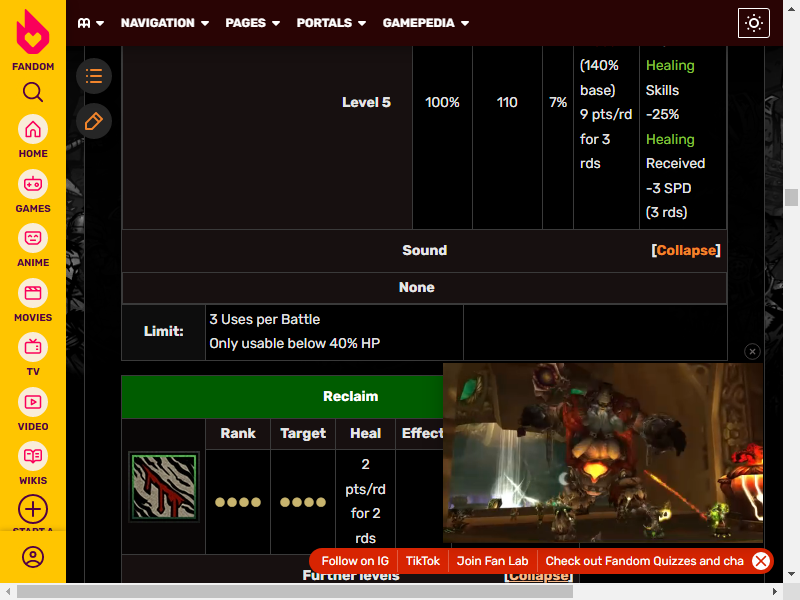 NAVIGATION
PAGES
PORTALS
GAMEPEDIA
FANDOM
HOME
GAMES
ANIME
MOVIES
TV
VIDEO
WIKIS
Level 5
100%
110
7%
(140%
base)
9 pts/rd
for 3
rds
Healing
Skills
-25%
Healing
Received
-3 SPD
(3 rds)
Sound
[Collapse]
None
Limit:
3 Uses per Battle
Only usable below 40% HP
Reclaim
Rank
Target
Heal
Effect
2
pts/rd
for 2
rds
Further levels
[Collapse]
Follow on IG
TikTok
Join Fan Lab
Check out Fandom Quizzes and cha